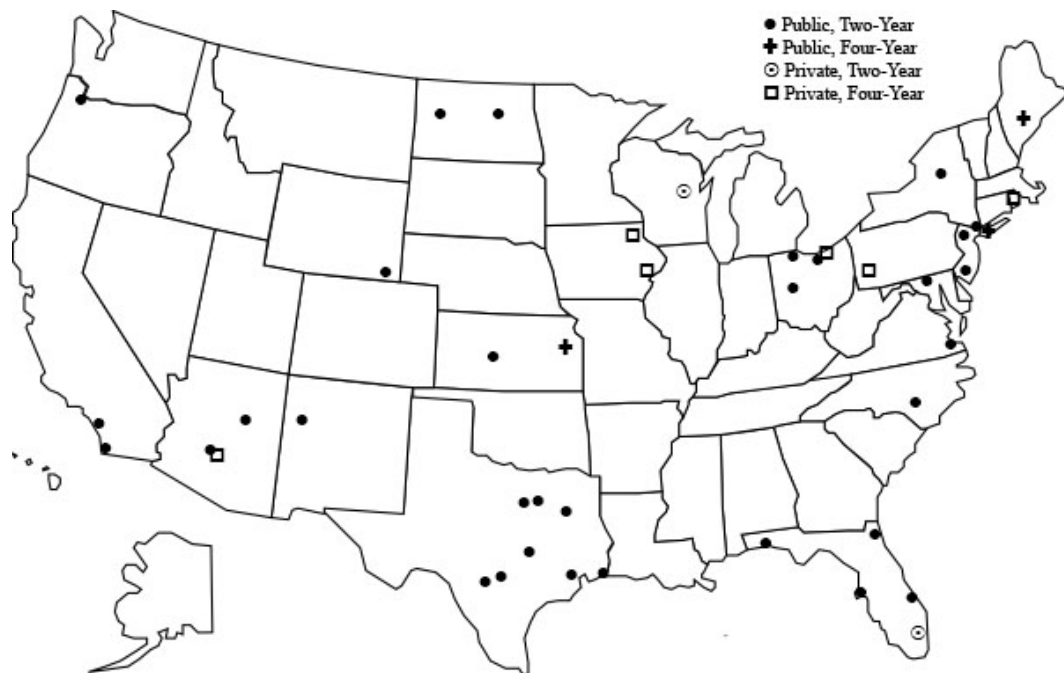 Public, Two-Year
Public, Four-Year
Private, Two-Year
Private, Four-Year